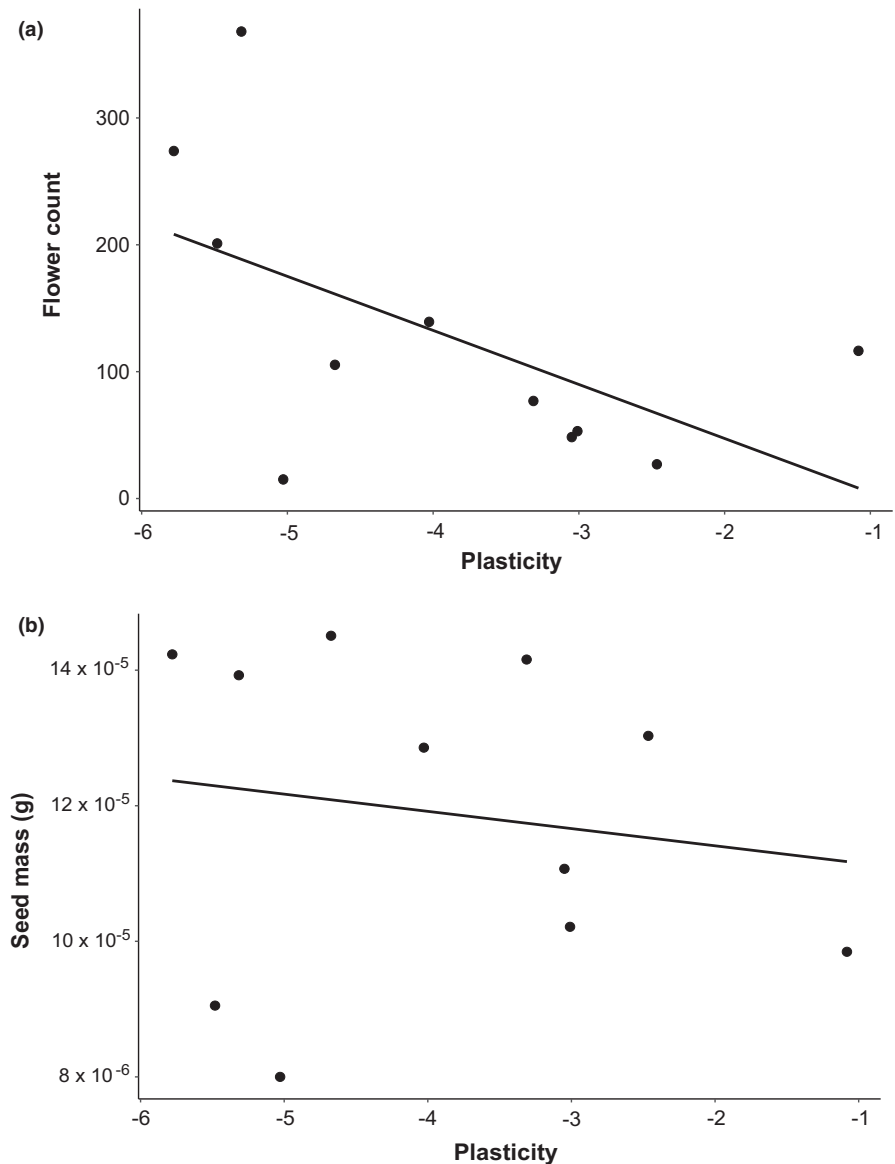 (a)
300
200
100
0
Flower count
-6 -5 -4 -3 -2 -1
Plasticity
(b)
14 x 10-5
12 x 10-5
10 x 10-5
8 x 10-6
Seed mass (g)
-6 -5 -4 -3 -2 -1
Plasticity